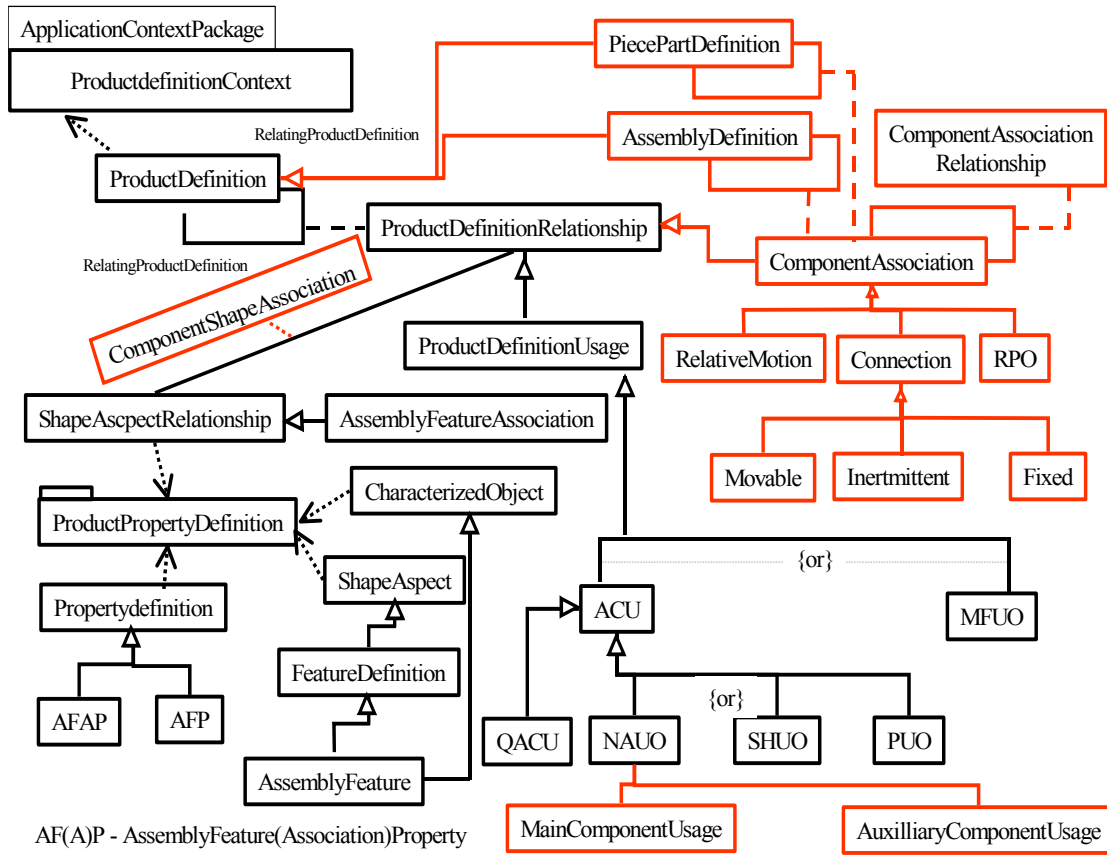 ApplicationContextPackage
ProductdefinitionContext
PiecePartDefinition
RelatingProductDefinition
AssemblyDefinition
ComponentAssociation
Relationship
ProductDefinition
ProductDefinitionRelationship
RelatingProductDefinition
ComponentAssociation
ComponentShapeAssociation
ProductDefinitionUsage
RelativeMotion
Connection
RPO
ShapeAscpectRelationship
AssemblyFeatureAssociation
Movable
Inertmittent
Fixed
CharacterizedObject
ProductPropertyDefinition
{or}
ShapeAspect
Propertydefinition
ACU
MFUO
FeatureDefinition
{or}
AFAP
AFP
QACU
NAUO
SHUO
PUO
AssemblyFeature
MainComponentUsage
AuxilliaryComponentUsage
AF(A)P - AssemblyFeature(Association)Property